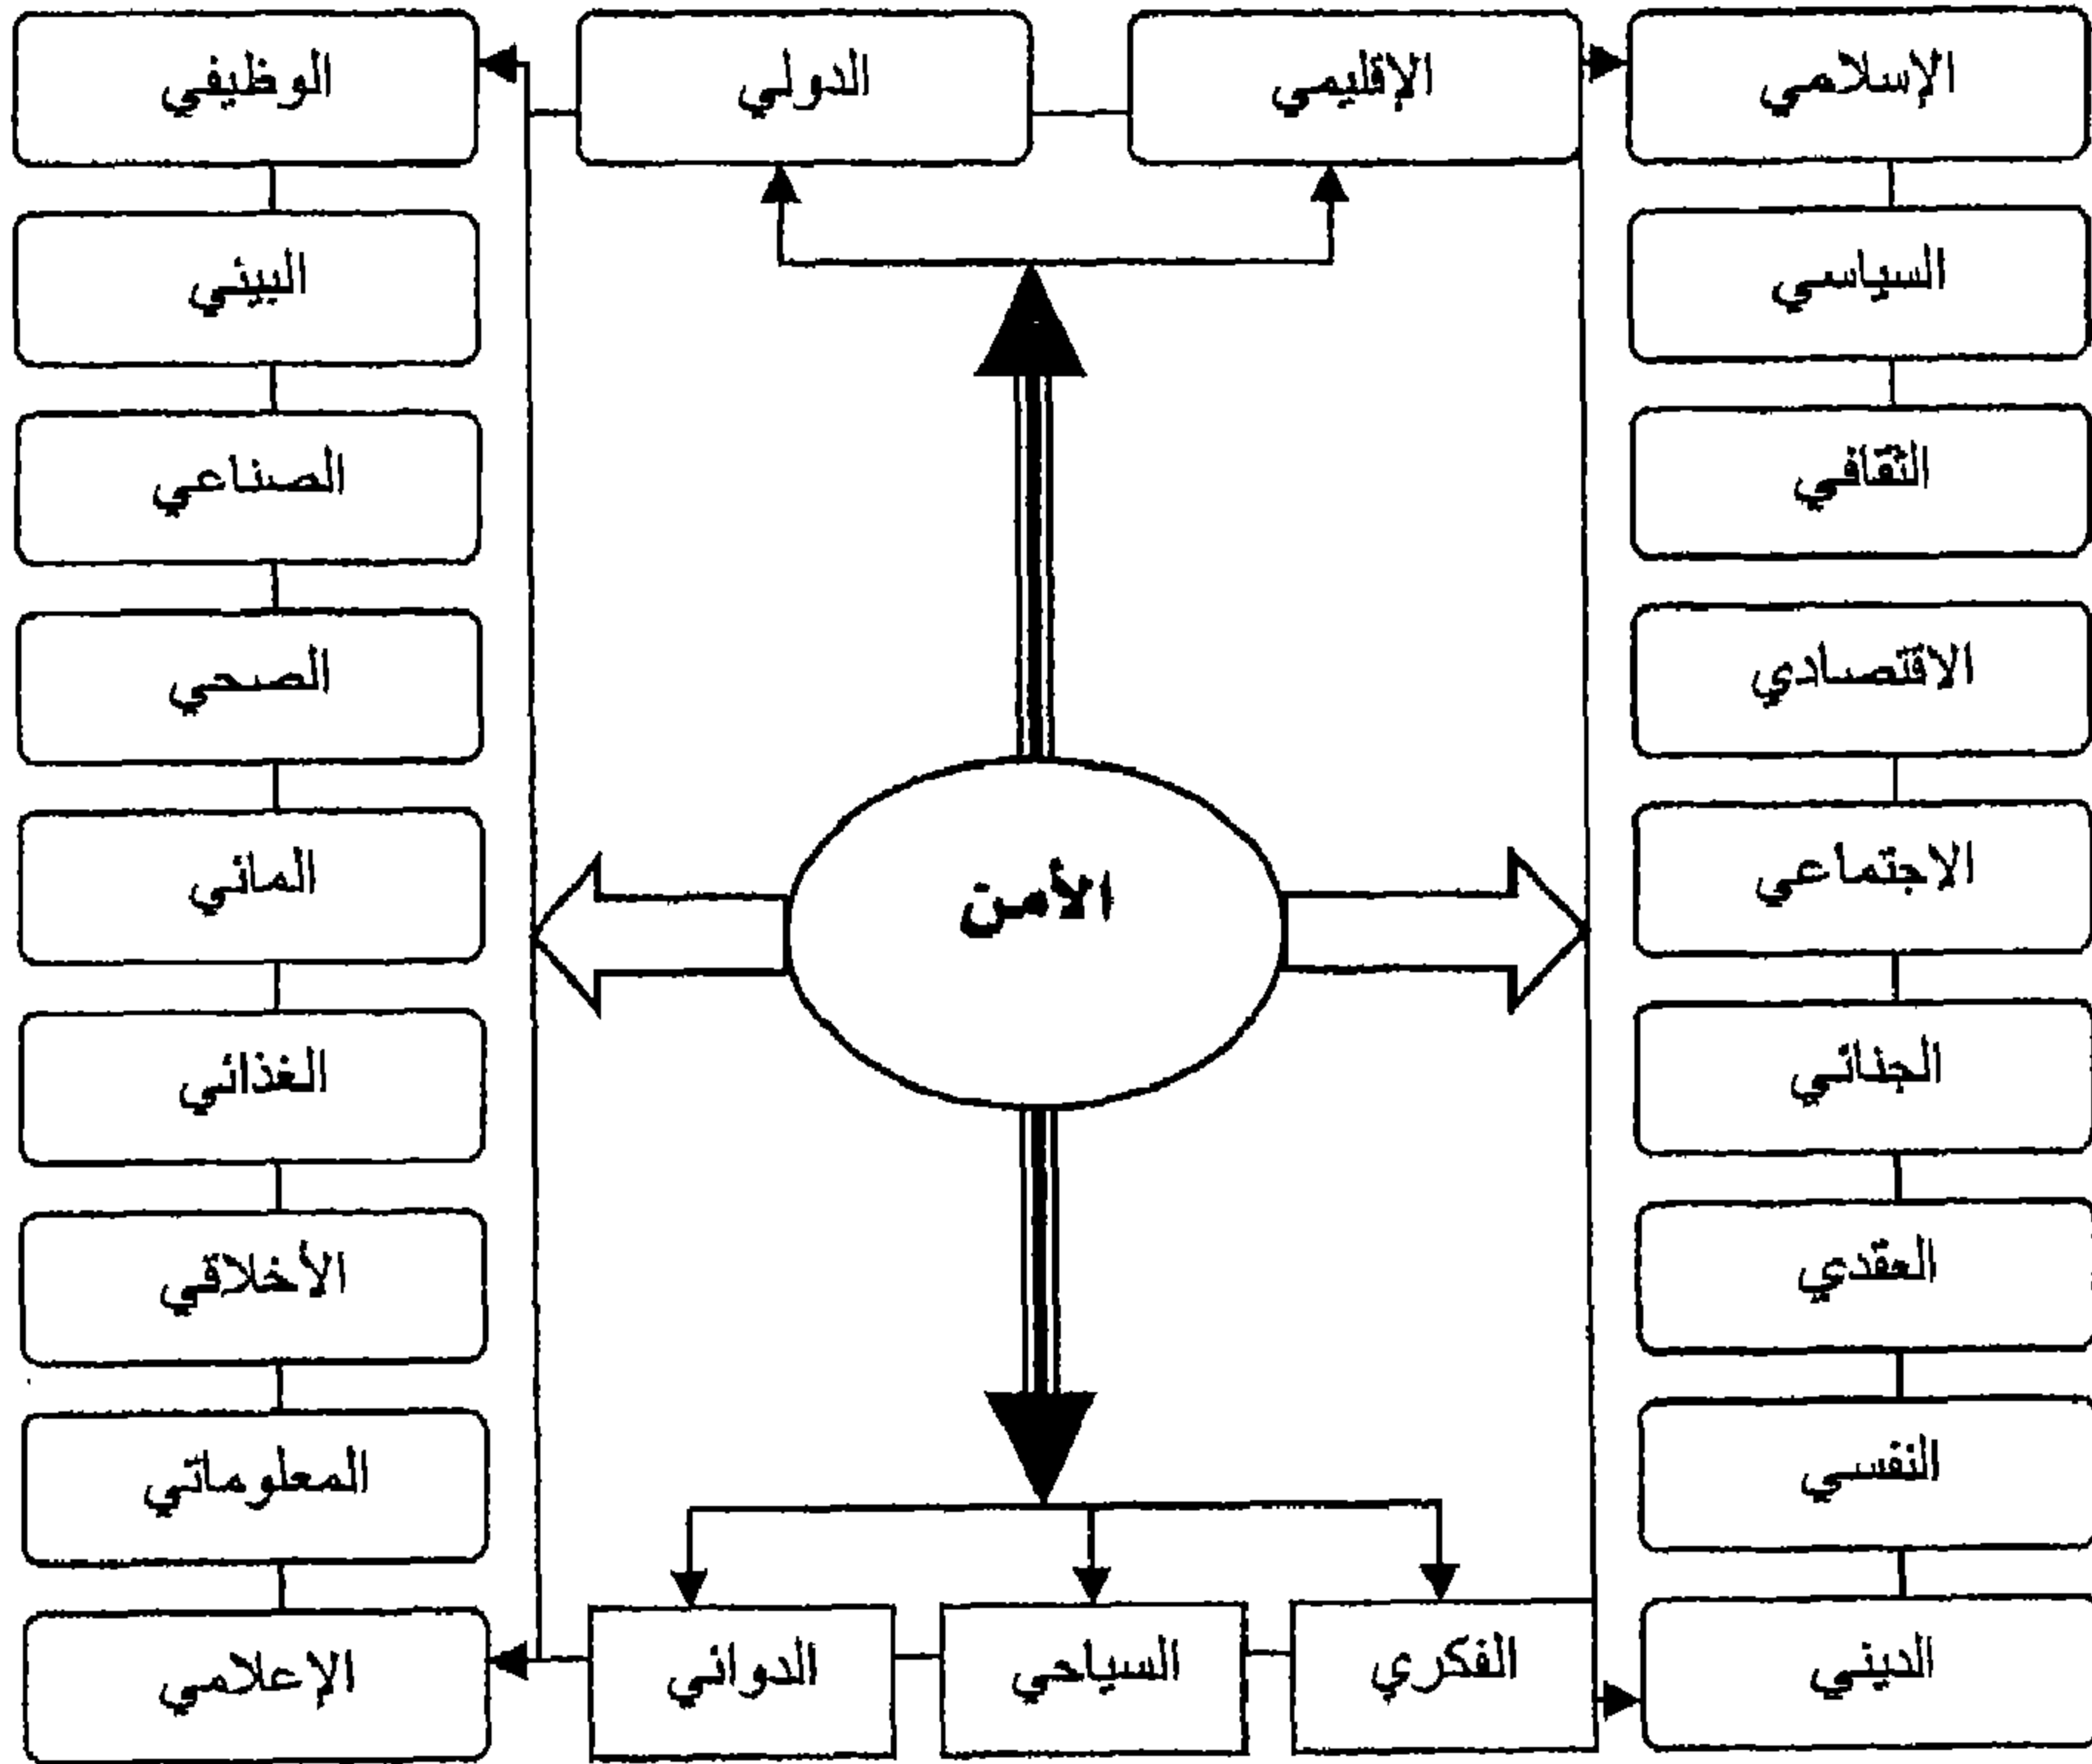 الإسلامي
الإقليمي
الدولي
الوظيفي
السياسي
البيئي
الثقافي
الصناعي
الاقتصادي
الصحي
الاجتماعي
الأمن
المائي
الجنائي
الغذائي
العقدي
الأخلاقي
النفسي
المعلوماتي
الديني
الفكري
السياحي
الدوائي
الإعلامي